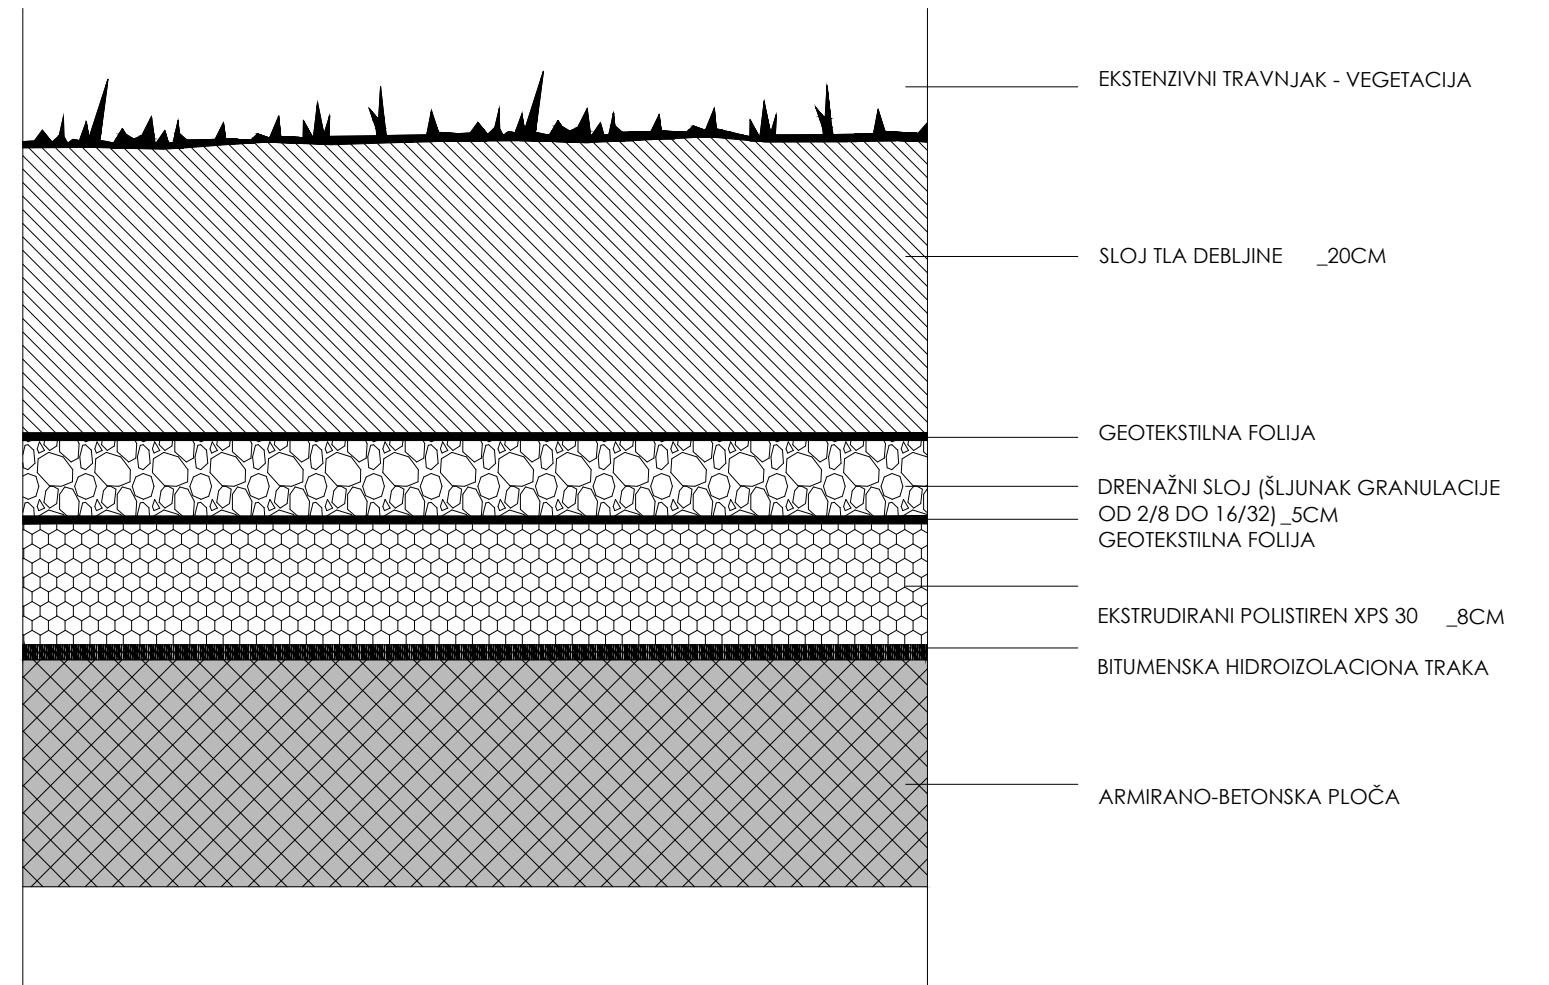 EKSTENZIVNI TRAVNJAK - VEGETACIJA
SLOJ TLA DEBLJINE _20CM
GEOTEKSTILNA FOLIJA
DRENAŽNI SLOJ (ŠLJUNAK GRANULACIJE
OD 2/8 DO 16/32) _5CM
GEOTEKSTILNA FOLIJA
EKSTRUDIRANI POLISTIREN XPS 30 _8CM
BITUMENSKA HIDROIZOLACIONA TRAKA
ARMIRANO-BETONSKA PLOČA